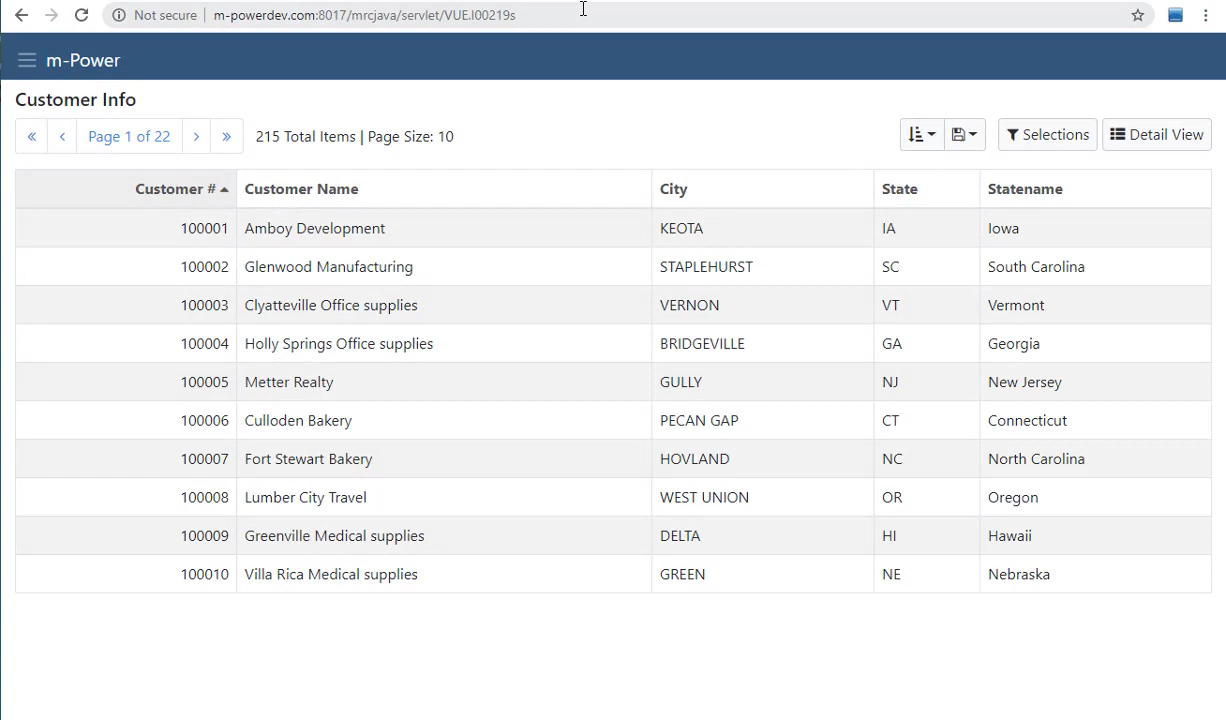 Not secure | m-powerdev.com:8017/mrcjava/servlet/VUE.I00219s
m-Power
Customer Info
« ‹ Page 1 of 22 › » 215 Total Items | Page Size: 10 Selections Detail View
Customer # Customer Name City State Statename
100001 Amboy Development KEOTA IA Iowa
100002 Glenwood Manufacturing STAPLEHURST SC South Carolina
100003 Clyatteville Office supplies VERNON VT Vermont
100004 Holly Springs Office supplies BRIDGEVILLE GA Georgia
100005 Metter Realty GULLY NJ New Jersey
100006 Culloden Bakery PECAN GAP CT Connecticut
100007 Fort Stewart Bakery HOVLAND NC North Carolina
100008 Lumber City Travel WEST UNION OR Oregon
100009 Greenville Medical supplies DELTA HI Hawaii
100010 Villa Rica Medical supplies GREEN NE Nebraska